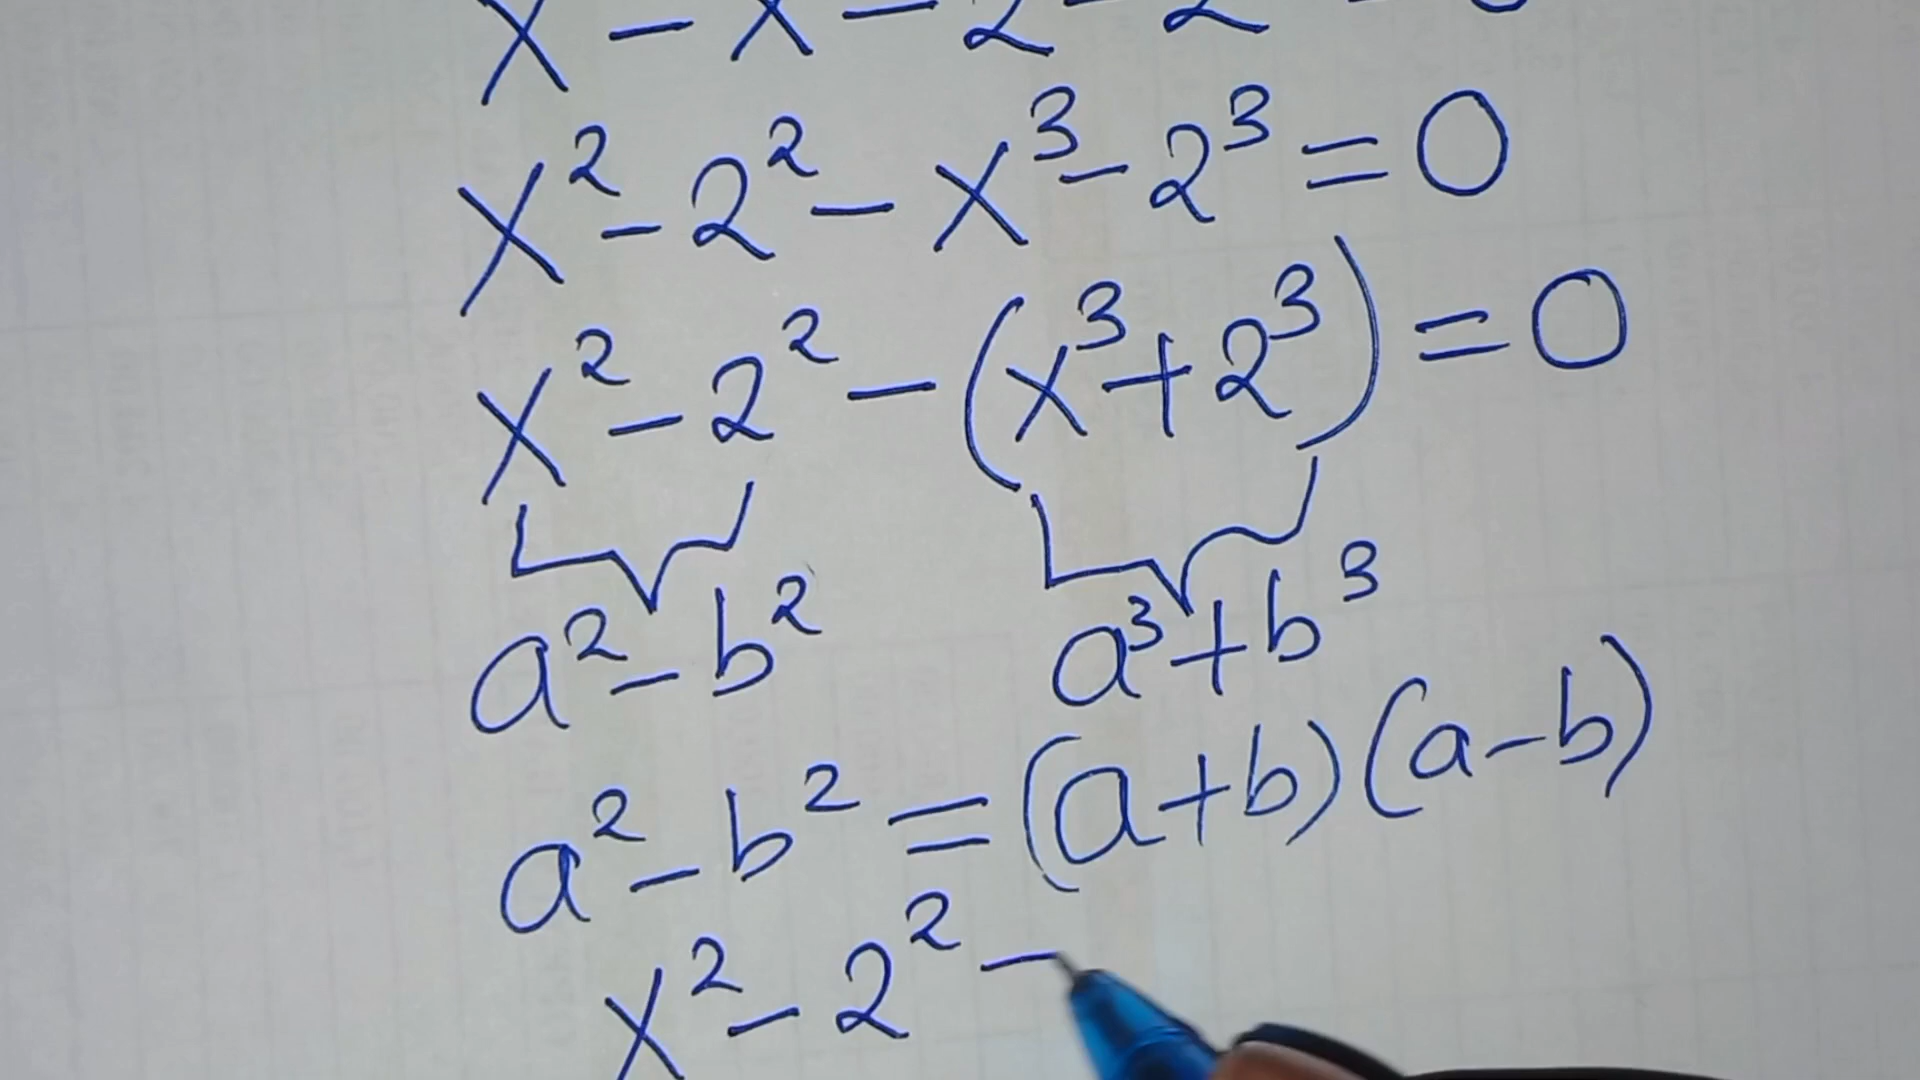 x² - 2² - x³ - 2³ = 0
x² - 2² - (x³ + 2³) = 0
a² - b² a³ + b³
a² - b² = (a + b)(a - b)
x² - 2² -